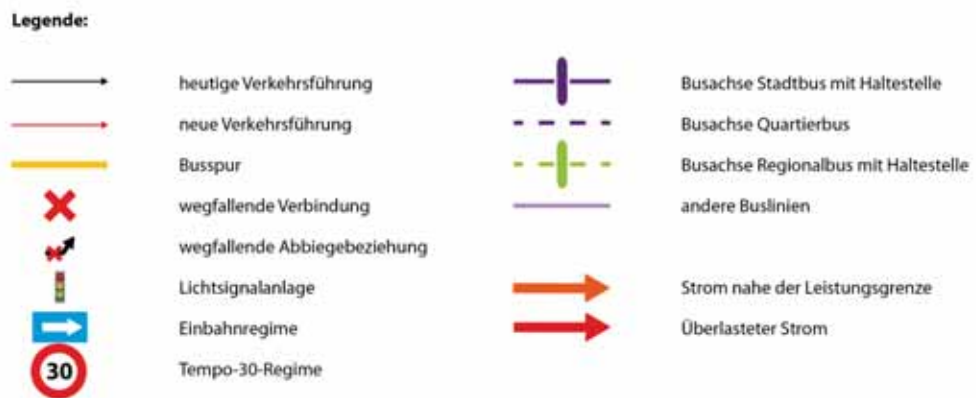 Legende:
heutige Verkehrsführung
neue Verkehrsführung
Busspur
wegfallende Verbindung
wegfallende Abbiegebeziehung
Lichtsignalanlage
Einbahnregime
30
Tempo-30-Regime
Busachse Stadtbus mit Haltestelle
Busachse Quartierbus
Busachse Regionalbus mit Haltestelle
andere Buslinien
Strom nahe der Leistungsgrenze
Überlasteter Strom